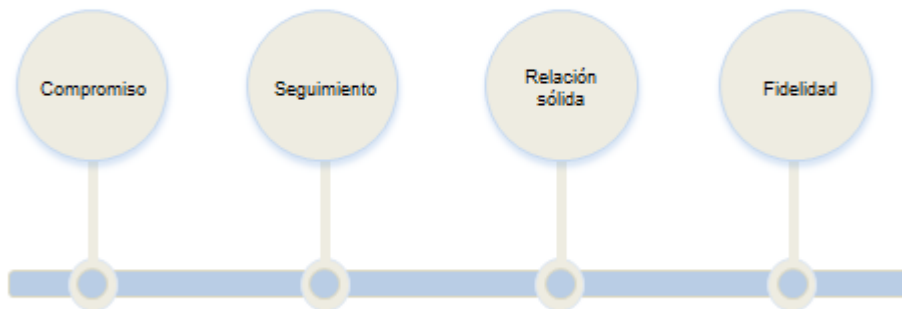 Compromiso
Seguimiento
Relación
sólida
Fidelidad